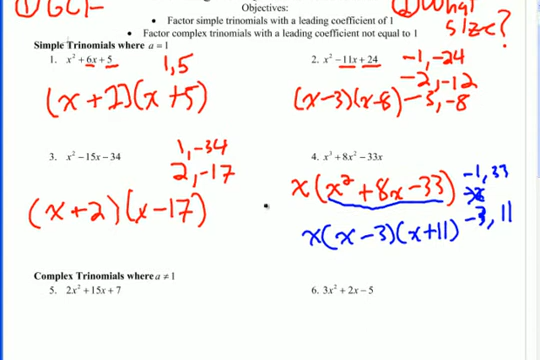 ① GCF
② What
size?
Objectives:
• Factor simple trinomials with a leading coefficient of 1
• Factor complex trinomials with a leading coefficient not equal to 1
Simple Trinomials where a = 1
1. x² + 6x + 5
1, 5
(x + 1)(x + 5)
2. x² − 11x + 24
−1, −24
−2, −12
−3, −8
(x−3)(x−8)
3. x² − 15x − 34
1, −34
2, −17
(x+2)(x−17)
4. x³ + 8x² − 33x
x(x² + 8x − 33)
−1, 33
−3, 11
x(x−3)(x+11)
Complex Trinomials where a ≠ 1
5. 2x² + 15x + 7
6. 3x² + 2x − 5